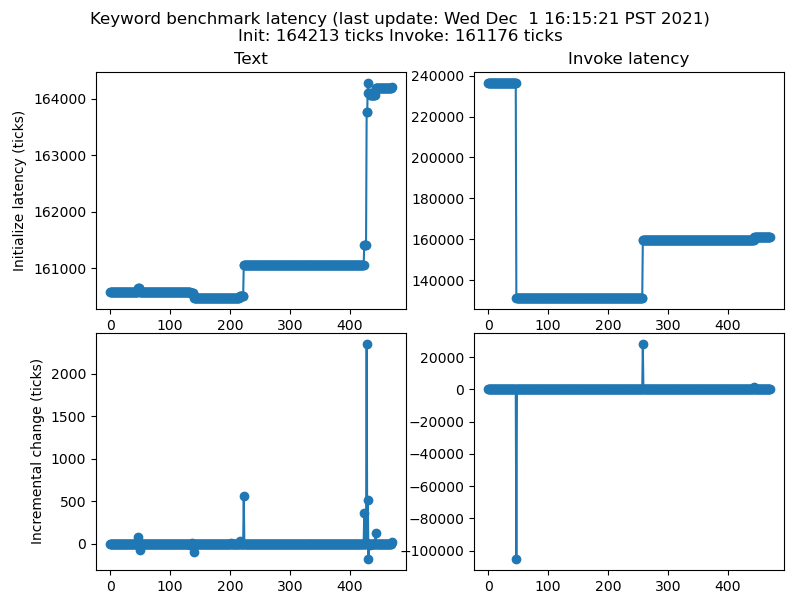 Keyword benchmark latency (last update: Wed Dec  1 16:15:21 PST 2021)
Init: 164213 ticks Invoke: 161176 ticks
Text
Invoke latency
Initialize latency (ticks)
164000
163000
162000
161000
0 100 200 300 400
240000
220000
200000
180000
160000
140000
0 100 200 300 400
Incremental change (ticks)
2000
1500
1000
500
0
0 100 200 300 400
20000
0
−20000
−40000
−60000
−80000
−100000
0 100 200 300 400